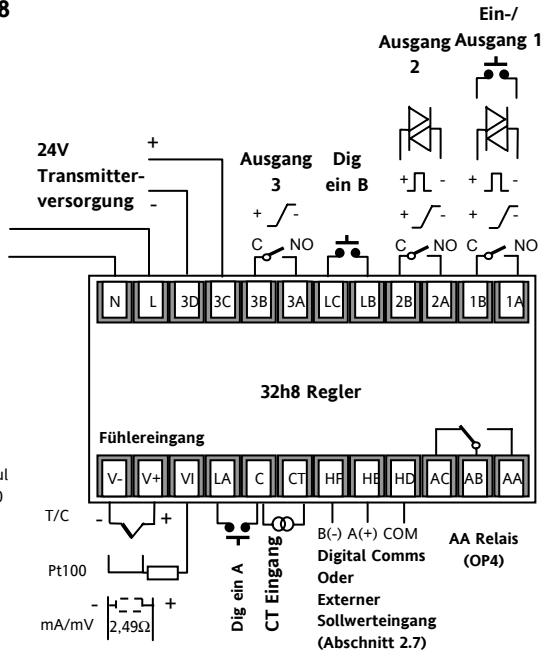 8
Ein-/
Ausgang 1
Ausgang
2
+
24V
Transmitter-
versorgung
-
Ausgang
3
Dig
ein B
+ -
+ -
+ -
+ -
+ -
C NO
C NO
C NO
N L 3D 3C 3B 3A LC LB 2B 2A 1B 1A
32h8 Regler
Fühlereingang
V- V+ VI LA C CT HF HE HD AC AB AA
ul
0
T/C - +
Pt100
- +
mA/mV 2,49Ω
Dig ein A
CT Eingang
B(-) A(+) COM
Digital Comms
Oder
Externer
Sollwerteingang
(Abschnitt 2.7)
AA Relais
(OP4)